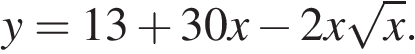 y = 13 + 30x − 2x√x.